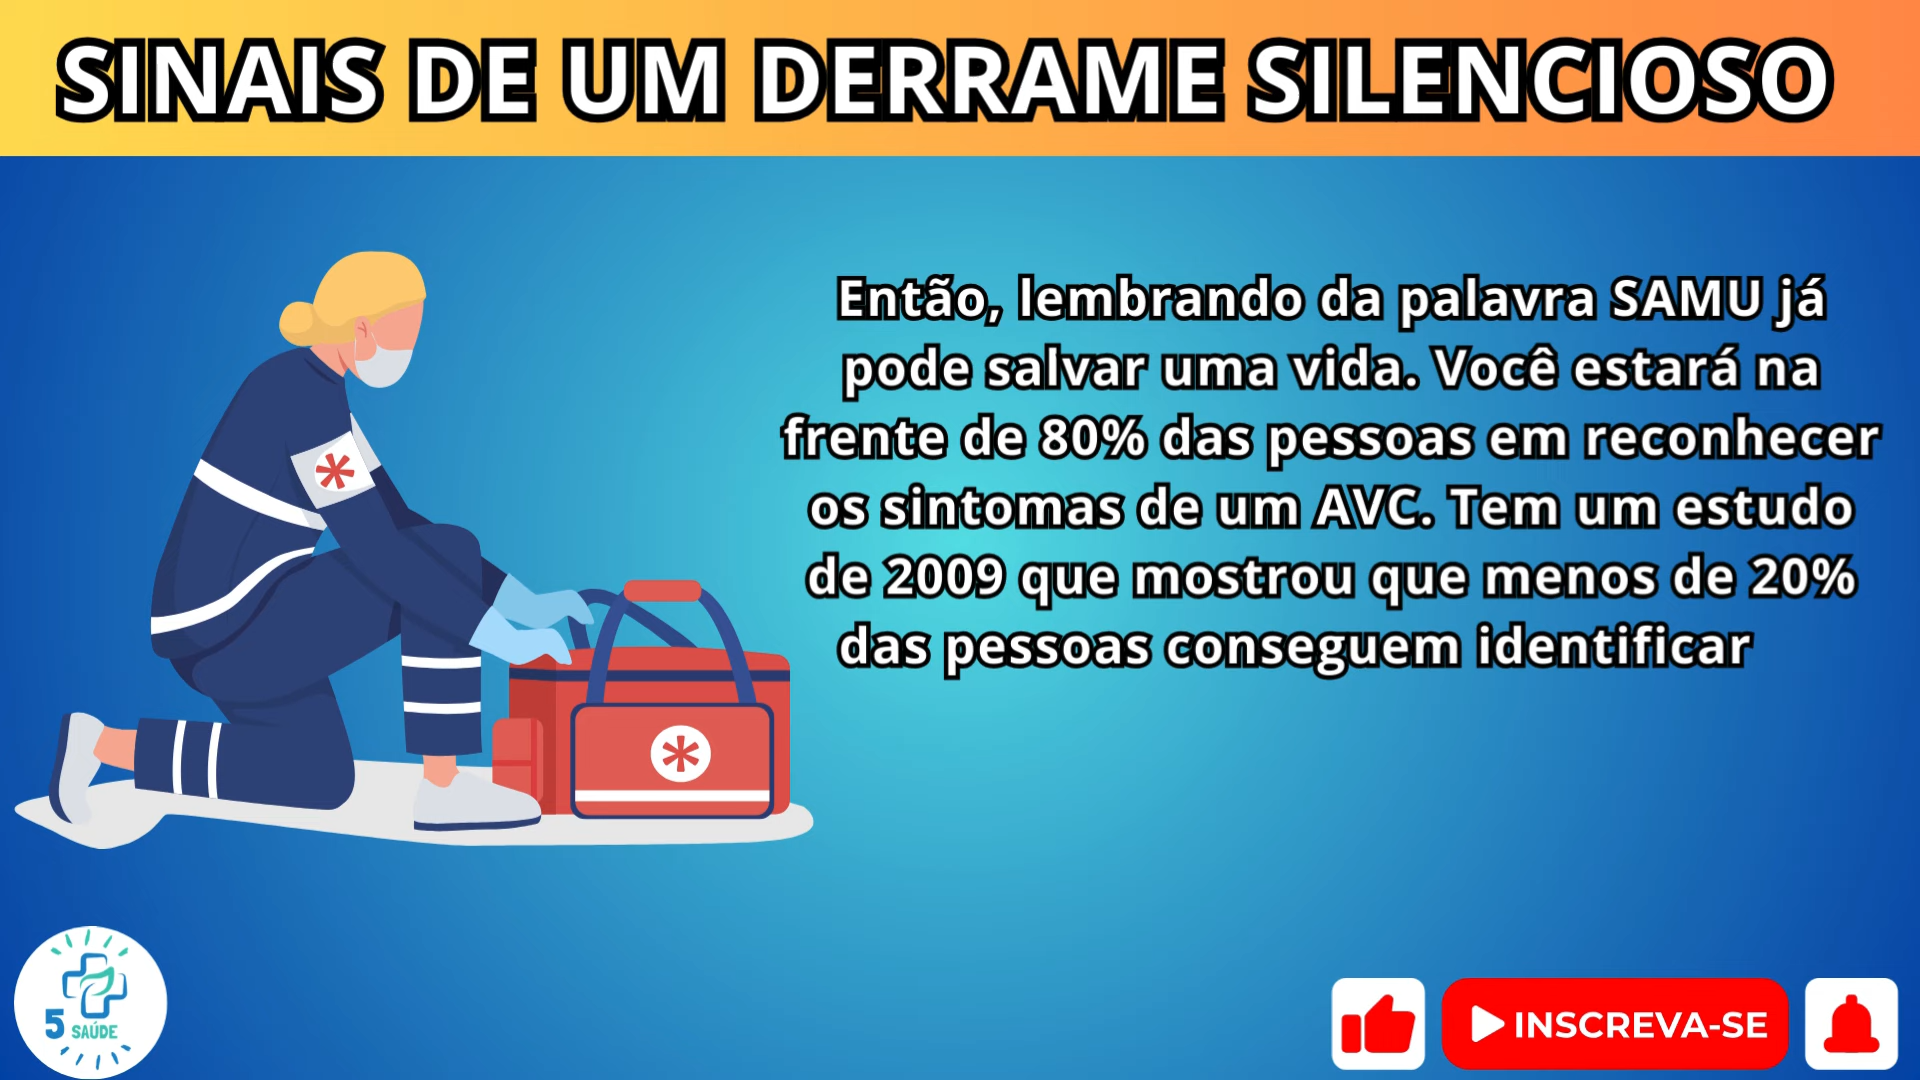 SINAIS DE UM DERRAME SILENCIOSO
Então, lembrando da palavra SAMU já
pode salvar uma vida. Você estará na
frente de 80% das pessoas em reconhecer
os sintomas de um AVC. Tem um estudo
de 2009 que mostrou que menos de 20%
das pessoas conseguem identificar
5 SAÚDE
INSCREVA-SE